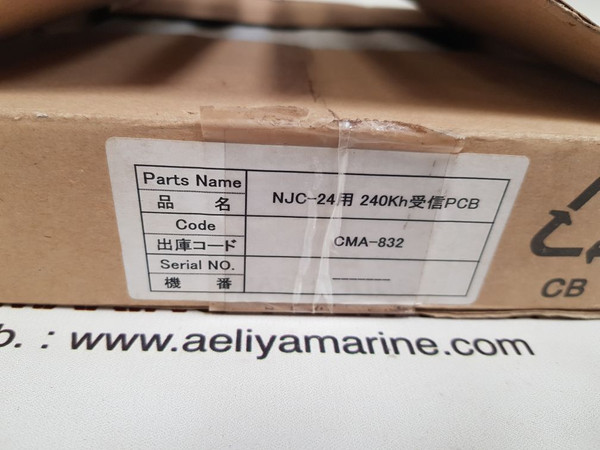 Parts Name
品 名
NJC-24用 240Kh受信PCB
Code
出庫コード
CMA-832
Serial NO.
機 番
-------
CB
b. : www.aeliyamarine.com